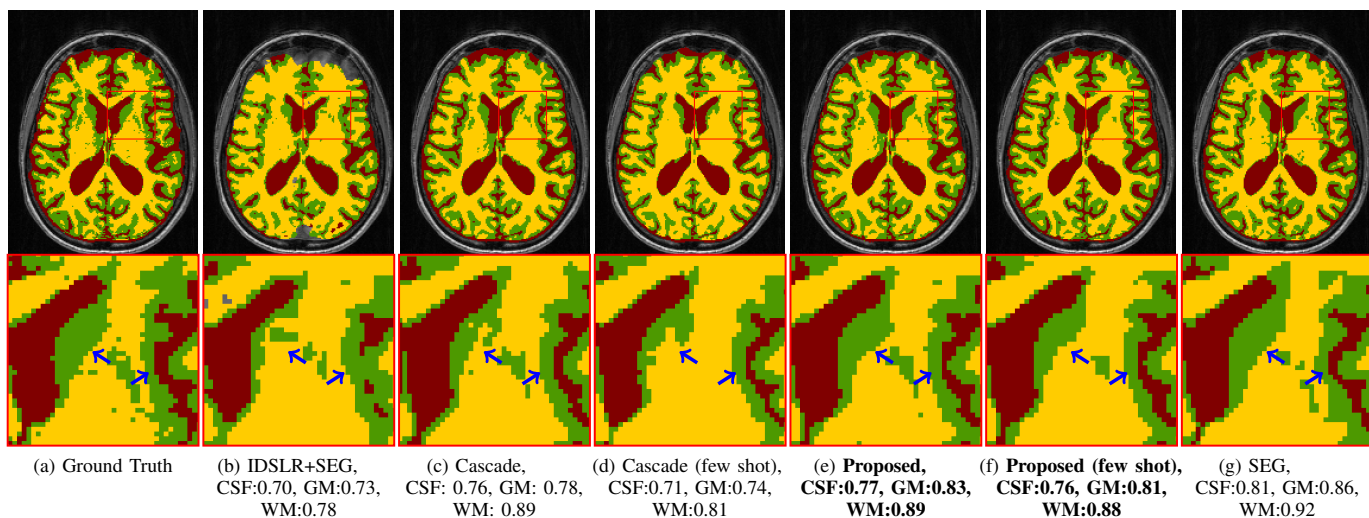 (a) Ground Truth
(b) IDSLR+SEG,
CSF:0.70, GM:0.73,
WM:0.78
(c) Cascade,
CSF: 0.76, GM: 0.78,
WM: 0.89
(d) Cascade (few shot),
CSF:0.71, GM:0.74,
WM:0.81
(e) Proposed,
CSF:0.77, GM:0.83,
WM:0.89
(f) Proposed (few shot),
CSF:0.76, GM:0.81,
WM:0.88
(g) SEG,
CSF:0.81, GM:0.86,
WM:0.92